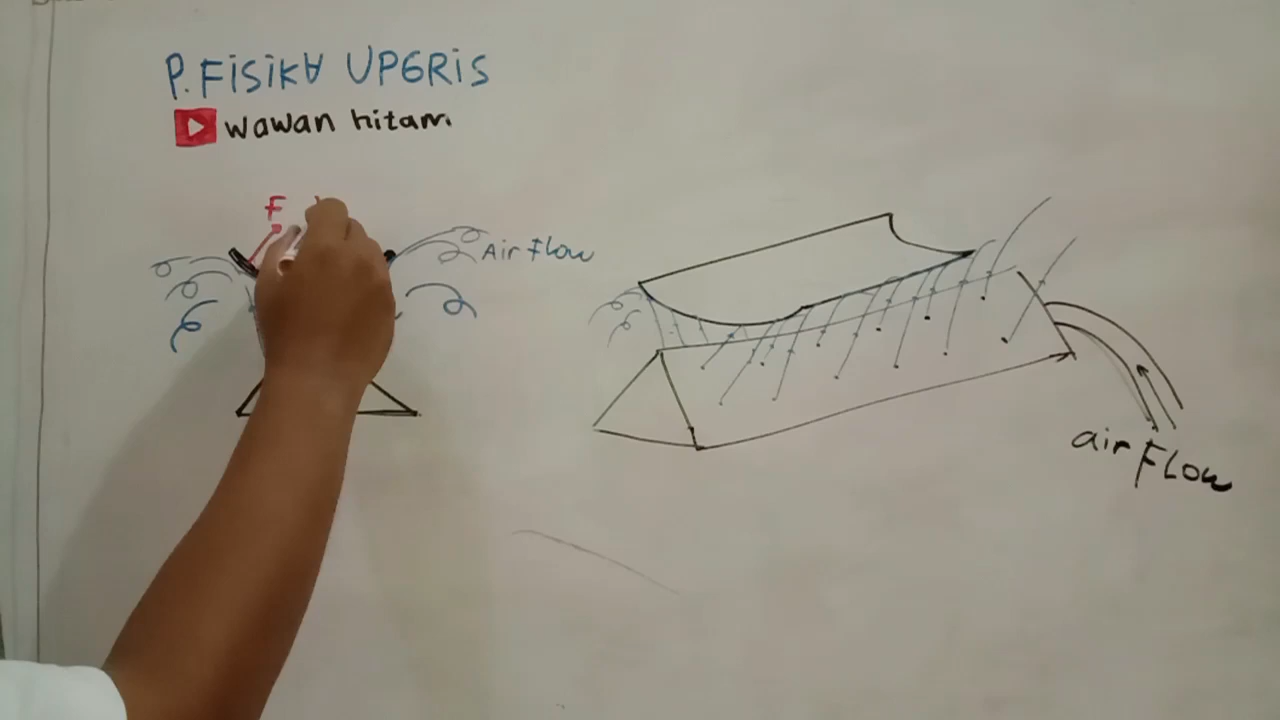 P. FisikA UPGRis
wawan hitam
F
Air Flow
air Flow